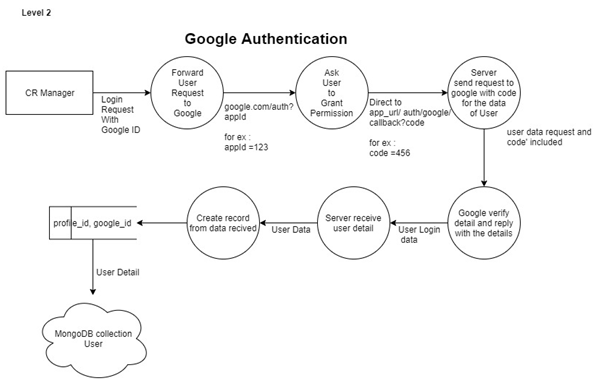 Level 2
Google Authentication
CR Manager
Login
Request
With
Google ID
Forward
User
Request
to
Google
google.com/auth?
appId
for ex :
appId =123
Ask
User
to
Grant
Permission
Direct to
app_url/ auth/google/
callback?code
for ex :
code =456
Server
send request to
google with code
for the data
of User
user data request and
code' included
Google verify
detail and reply
with the details
User Login
data
Server receive
user detail
User Data
Create record
from data recived
profile_id, google_id
User Detail
MongoDB collection
User